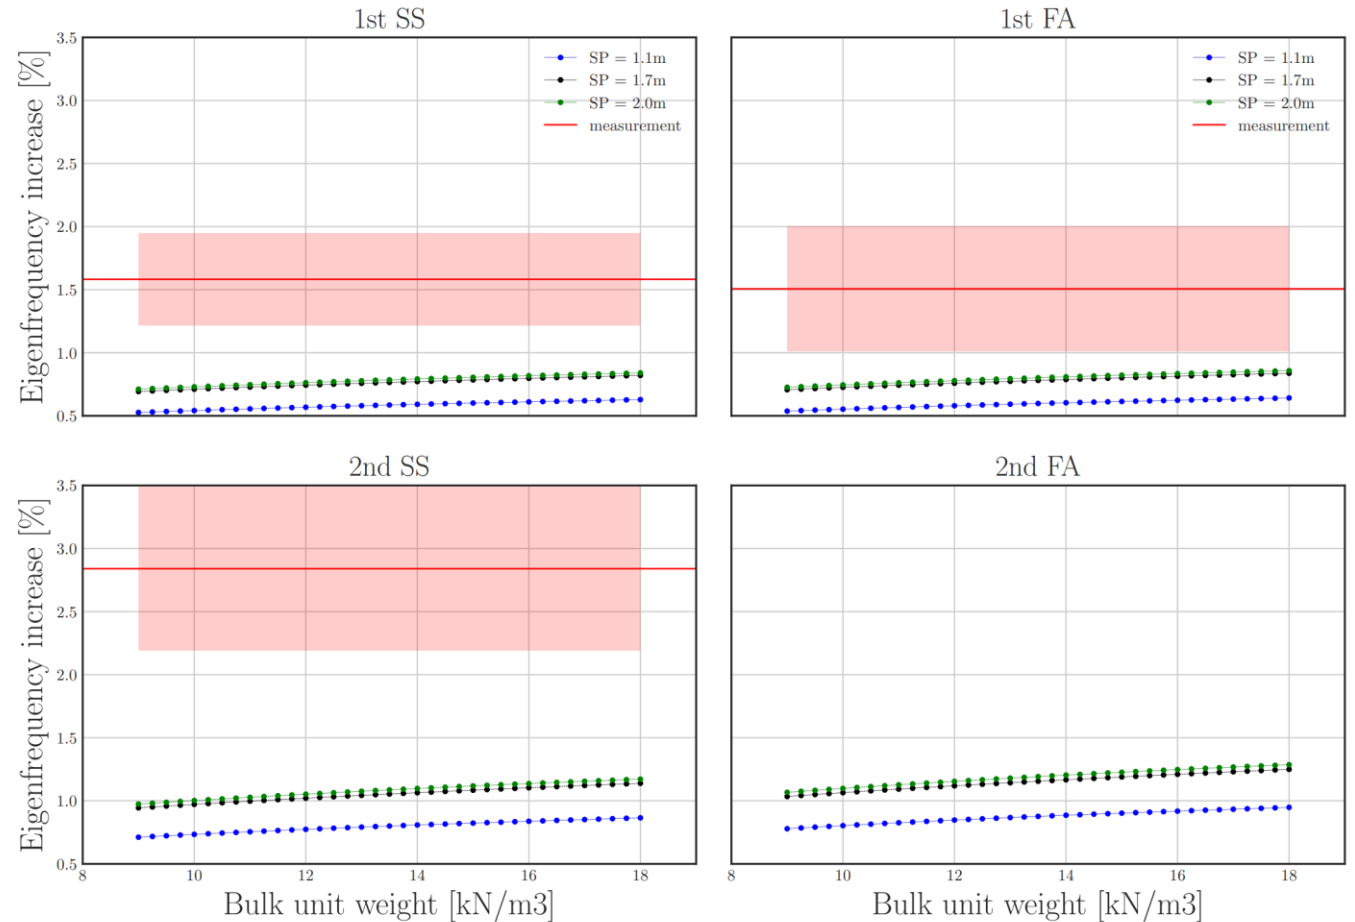 1st SS
1st FA
Eigenfrequency increase [%]
3.5
3.0
2.5
2.0
1.5
1.0
0.5
SP = 1.1m
SP = 1.7m
SP = 2.0m
measurement
SP = 1.1m
SP = 1.7m
SP = 2.0m
measurement
2nd SS
2nd FA
Eigenfrequency increase [%]
3.5
3.0
2.5
2.0
1.5
1.0
0.5
8 10 12 14 16 18
8 10 12 14 16 18
Bulk unit weight [kN/m3]
Bulk unit weight [kN/m3]